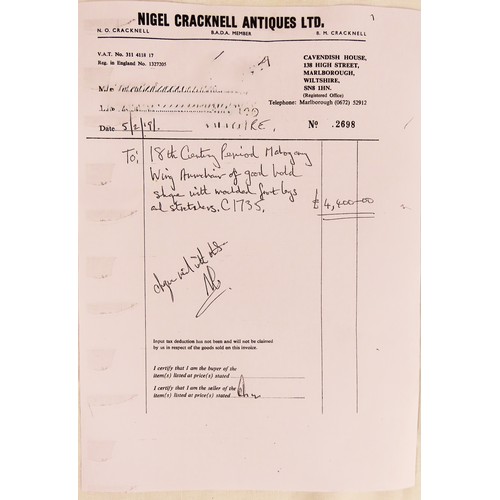 NIGEL CRACKNELL ANTIQUES LTD.
N. O. CRACKNELL B.A.D.A. MEMBER B. M. CRACKNELL
V.A.T. No. 311 4118 17
Reg. in England No. 1327205
CAVENDISH HOUSE,
138 HIGH STREET,
MARLBOROUGH,
WILTSHIRE,
SN8 1HN.
(Registered Office)
Telephone: Marlborough (0672) 52912
Date 5/2/81
No .2698
To: 18th Century Period Mahogany
Wing Armchair of good bold
shape with moulded front legs
and stretchers. C1735. £4,400-00
Input tax deduction has not been and will not be claimed
by us in respect of the goods sold on this invoice.
I certify that I am the buyer of the
item(s) listed at price(s) stated
I certify that I am the seller of the
item(s) listed at price(s) stated